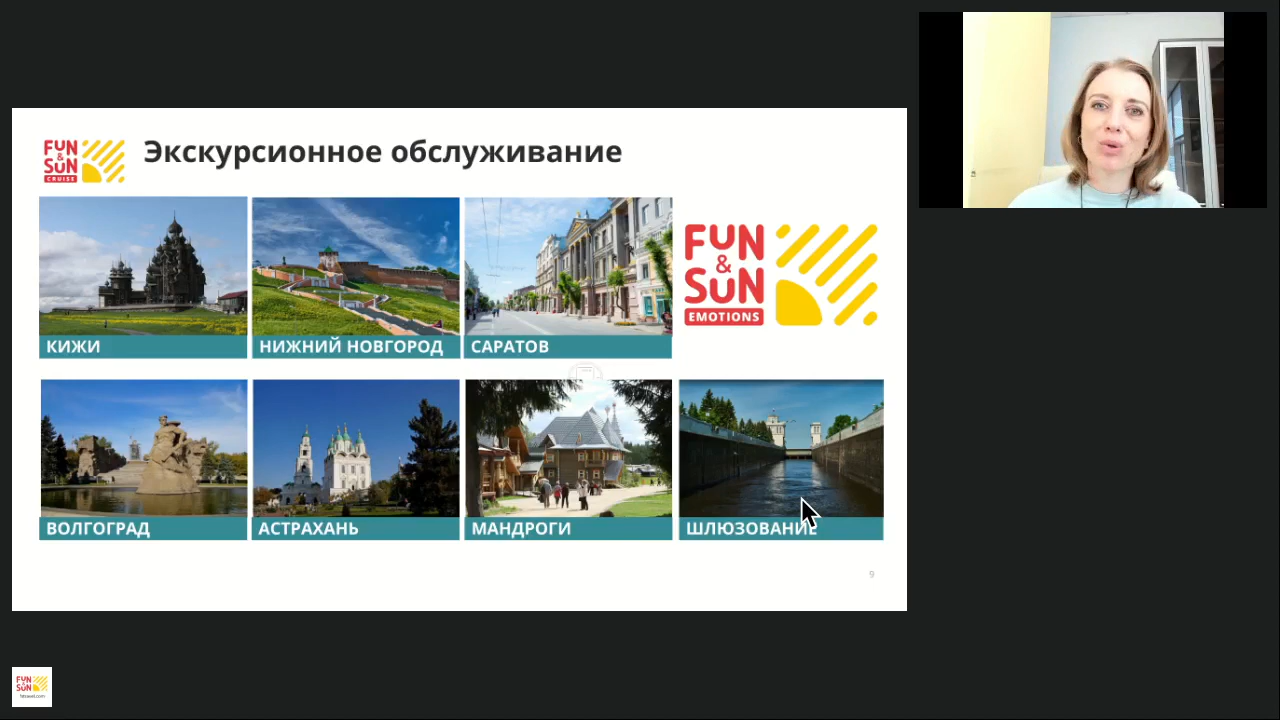 FUN
&
SUN
CRUISE
Экскурсионное обслуживание
КИЖИ
НИЖНИЙ НОВГОРОД
САРАТОВ
FUN
&
SUN
EMOTIONS
ВОЛГОГРАД
АСТРАХАНЬ
МАНДРОГИ
ШЛЮЗОВАНИЕ
9
FUN
&
SUN